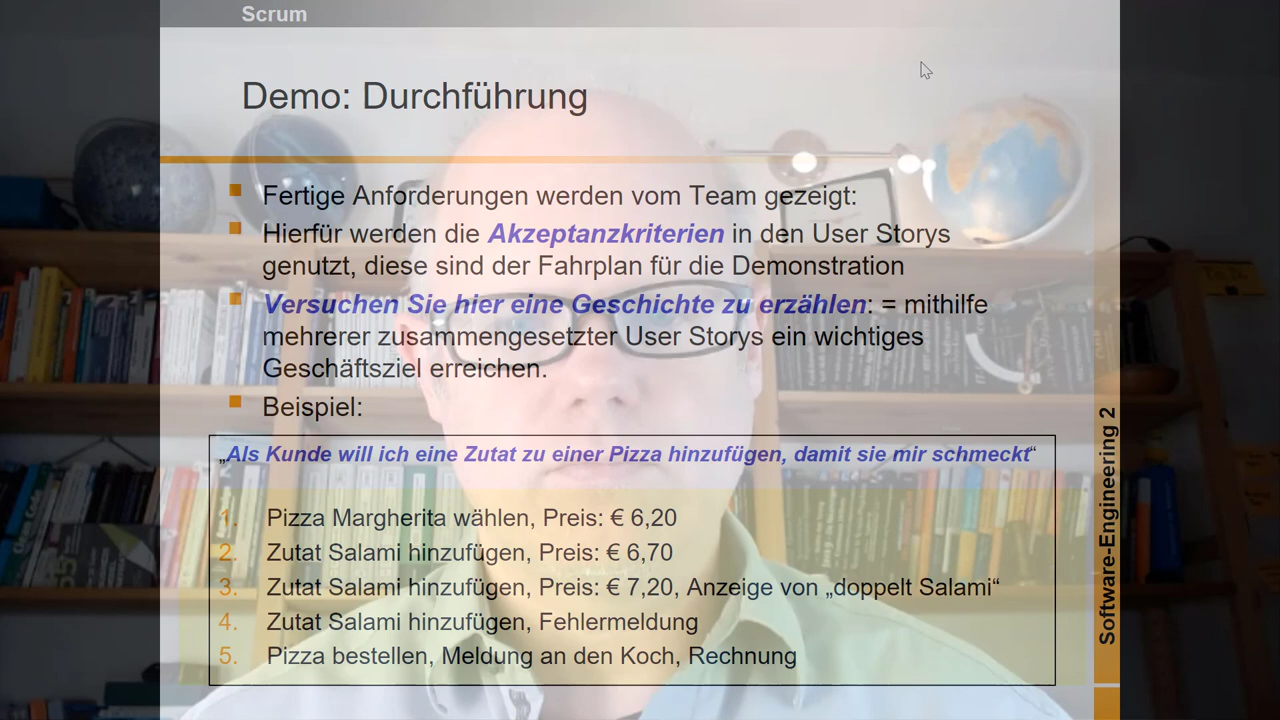 Scrum
Demo: Durchführung
Fertige Anforderungen werden vom Team gezeigt:
Hierfür werden die Akzeptanzkriterien in den User Storys
genutzt, diese sind der Fahrplan für die Demonstration
Versuchen Sie hier eine Geschichte zu erzählen: = mithilfe
mehrerer zusammengesetzter User Storys ein wichtiges
Geschäftsziel erreichen.
Beispiel:
„Als Kunde will ich eine Zutat zu einer Pizza hinzufügen, damit sie mir schmeckt“
1. Pizza Margherita wählen, Preis: € 6,20
2. Zutat Salami hinzufügen, Preis: € 6,70
3. Zutat Salami hinzufügen, Preis: € 7,20, Anzeige von „doppelt Salami“
4. Zutat Salami hinzufügen, Fehlermeldung
5. Pizza bestellen, Meldung an den Koch, Rechnung
Software-Engineering 2